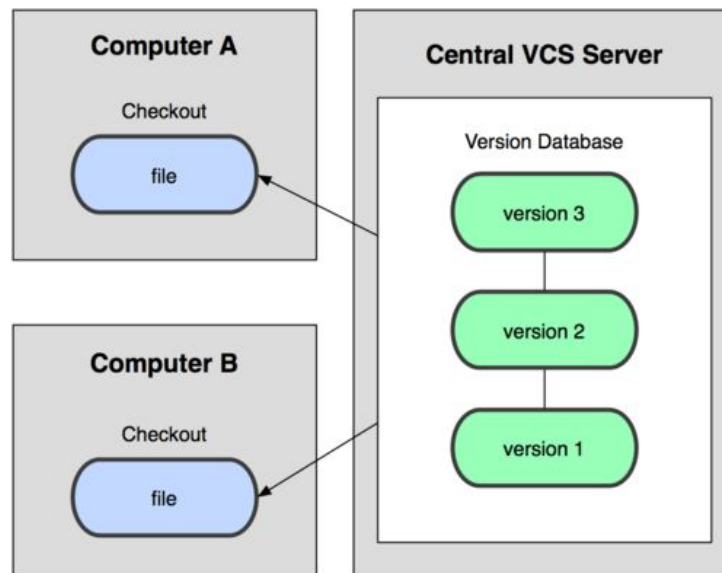 Computer A
Checkout
file
Computer B
Checkout
file
Central VCS Server
Version Database
version 3
version 2
version 1